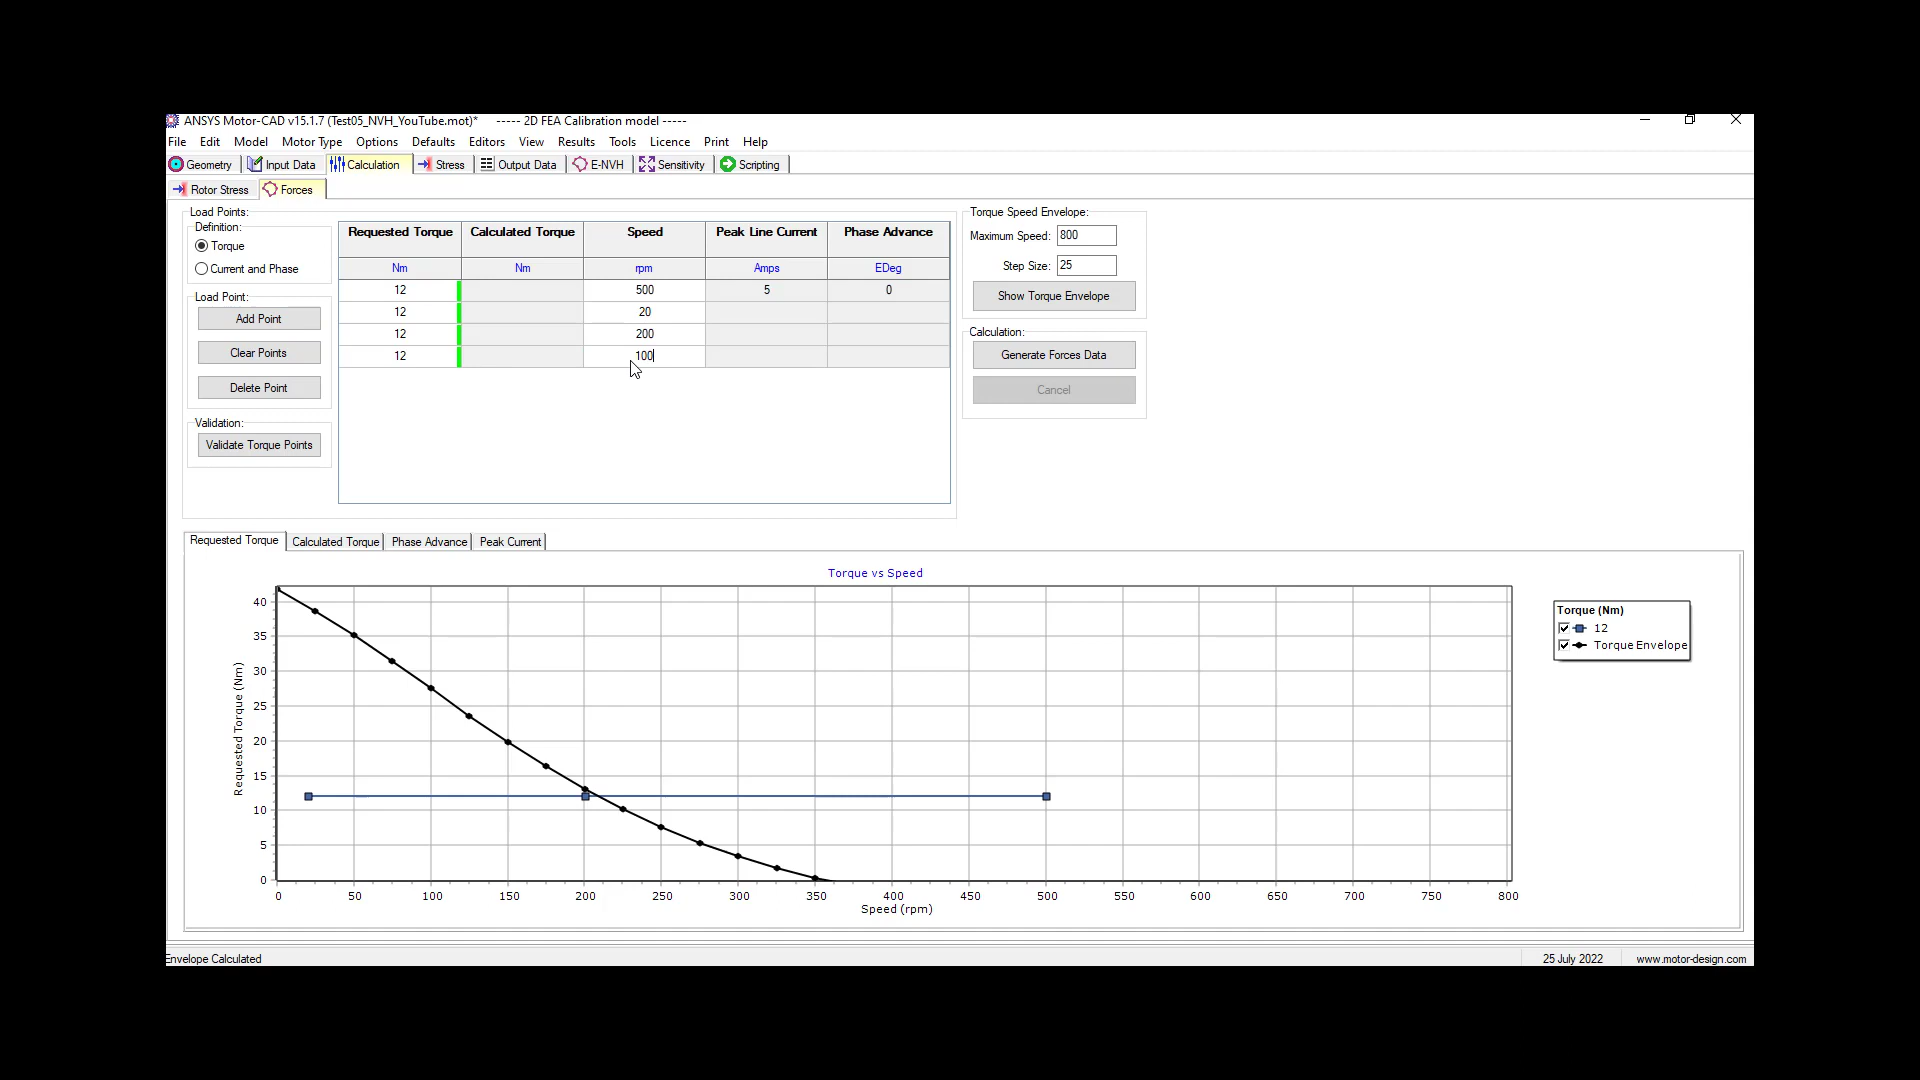 ANSYS Motor-CAD v15.1.7 (Test05_NVH_YouTube.mot)* ----- 2D FEA Calibration model -----
File Edit Model Motor Type Options Defaults Editors View Results Tools Licence Print Help
Geometry Input Data Calculation Stress Output Data E-NVH Sensitivity Scripting
Rotor Stress Forces
Load Points:
Definition:
Torque
Current and Phase
Load Point:
Add Point
Clear Points
Delete Point
Validation:
Validate Torque Points
Requested Torque Calculated Torque Speed Peak Line Current Phase Advance
Nm Nm rpm Amps EDeg
12 500 5 0
12 20
12 200
12 100
Torque Speed Envelope:
Maximum Speed: 800
Step Size: 25
Show Torque Envelope
Calculation:
Generate Forces Data
Cancel
Requested Torque Calculated Torque Phase Advance Peak Current
Torque vs Speed
Requested Torque (Nm)
40
35
30
25
20
15
10
5
0
0 50 100 150 200 250 300 350 400 450 500 550 600 650 700 750 800
Speed (rpm)
Torque (Nm)
12
Torque Envelope
Envelope Calculated 25 July 2022 www.motor-design.com